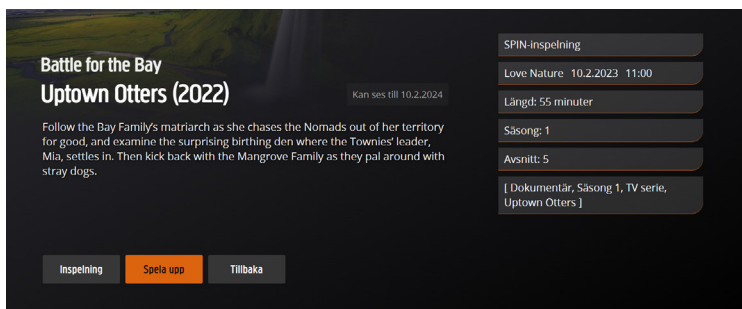 Battle for the Bay
Uptown Otters (2022)
Kan ses till 10.2.2024
Follow the Bay Family's matriarch as she chases the Nomads out of her territory
for good, and examine the surprising birthing den where the Townies' leader,
Mia, settles in. Then kick back with the Mangrove Family as they pal around with
stray dogs.
Inspelning
Spela upp
Tillbaka
SPIN-inspelning
Love Nature 10.2.2023 11:00
Längd: 55 minuter
Säsong: 1
Avsnitt: 5
[ Dokumentär, Säsong 1, TV serie,
Uptown Otters ]